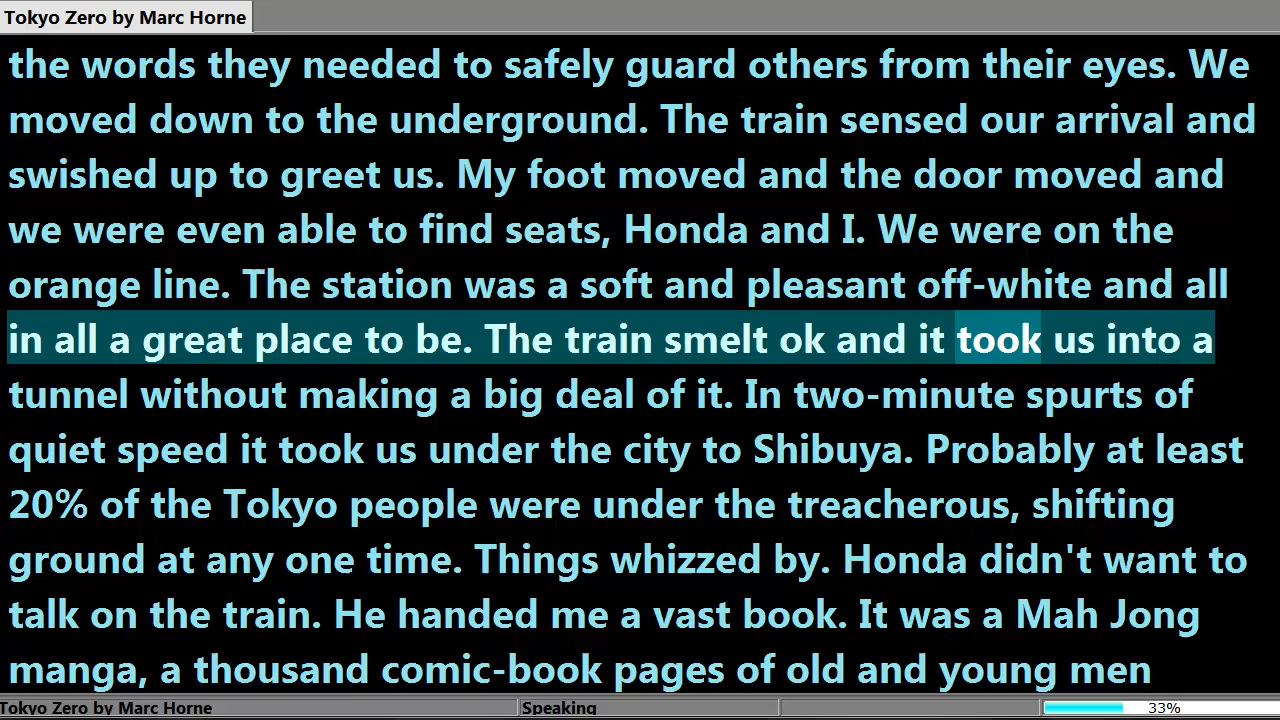 Tokyo Zero by Marc Horne
the words they needed to safely guard others from their eyes. We
moved down to the underground. The train sensed our arrival and
swished up to greet us. My foot moved and the door moved and
we were even able to find seats, Honda and I. We were on the
orange line. The station was a soft and pleasant off-white and all
in all a great place to be. The train smelt ok and it took us into a
tunnel without making a big deal of it. In two-minute spurts of
quiet speed it took us under the city to Shibuya. Probably at least
20% of the Tokyo people were under the treacherous, shifting
ground at any one time. Things whizzed by. Honda didn't want to
talk on the train. He handed me a vast book. It was a Mah Jong
manga, a thousand comic-book pages of old and young men
Tokyo Zero by Marc Horne Speaking 33%